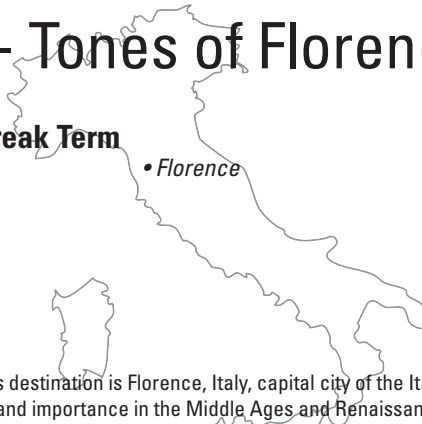 - Tones of Floren
reak Term
• Florence
s destination is Florence, Italy, capital city of the Ita
and importance in the Middle Ages and Renaissan